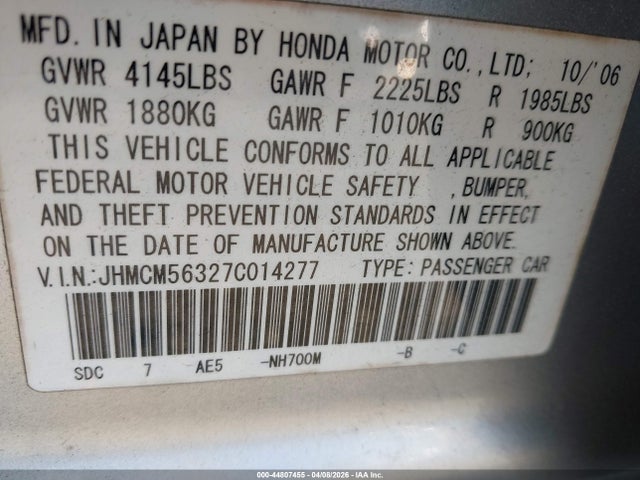 MFD. IN JAPAN BY HONDA MOTOR CO.,LTD; 10/'06
GVWR 4145LBS GAWR F 2225LBS R 1985LBS
GVWR 1880KG GAWR F 1010KG R 900KG
THIS VEHICLE CONFORMS TO ALL APPLICABLE
FEDERAL MOTOR VEHICLE SAFETY ,BUMPER,
AND THEFT PREVENTION STANDARDS IN EFFECT
ON THE DATE OF MANUFACTURE SHOWN ABOVE.
V.I.N.:JHMCM56327C014277 TYPE: PASSENGER CAR
SDC 7 AE5 -NH700M -B -C
000-44807455 - 04/08/2026 - IAA Inc.